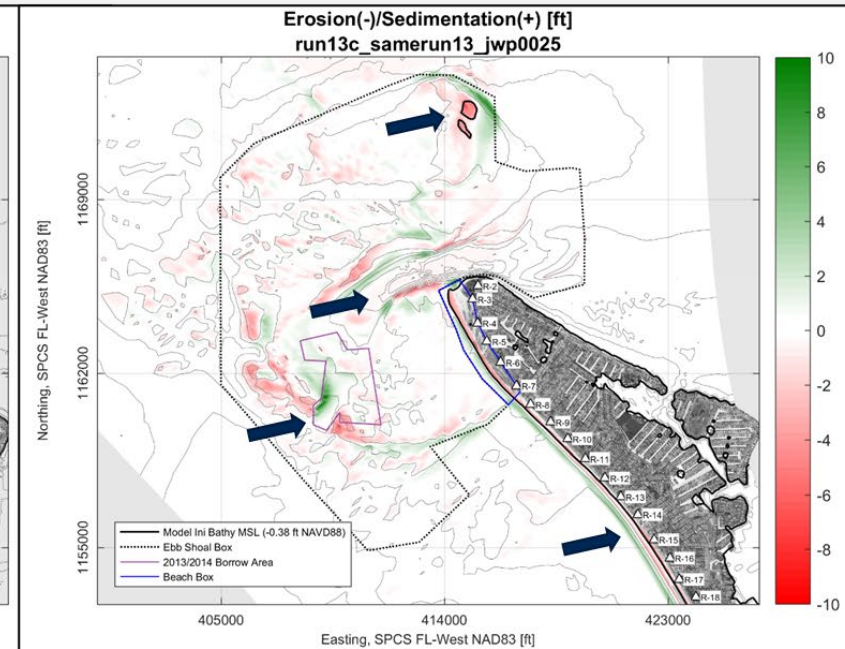 Erosion(-)/Sedimentation(+) [ft]
run13c_samerun13_jwp0025
10
8
6
4
2
0
-2
-4
-6
-8
-10
Northing, SPCS FL-West NAD83 [ft]
1169000
1162000
1155000
R-2
R-3
R-4
R-5
R-6
R-7
R-8
R-9
R-10
R-11
R-12
R-13
R-14
R-15
R-16
R-17
R-18
Model Ini Bathy MSL (-0.38 ft NAVD88)
Ebb Shoal Box
2013/2014 Borrow Area
Beach Box
405000
414000
423000
Easting, SPCS FL-West NAD83 [ft]